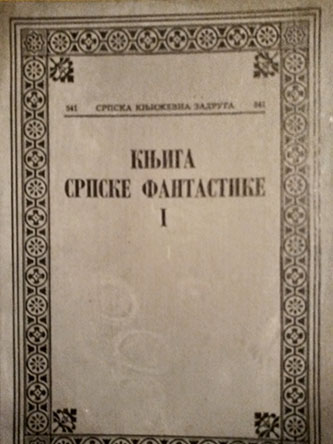 541 СРПСКА КЊИЖЕВНА ЗАДРУГА 541
КЊИГА
СРПСКЕ ФАНТАСТИКЕ
I